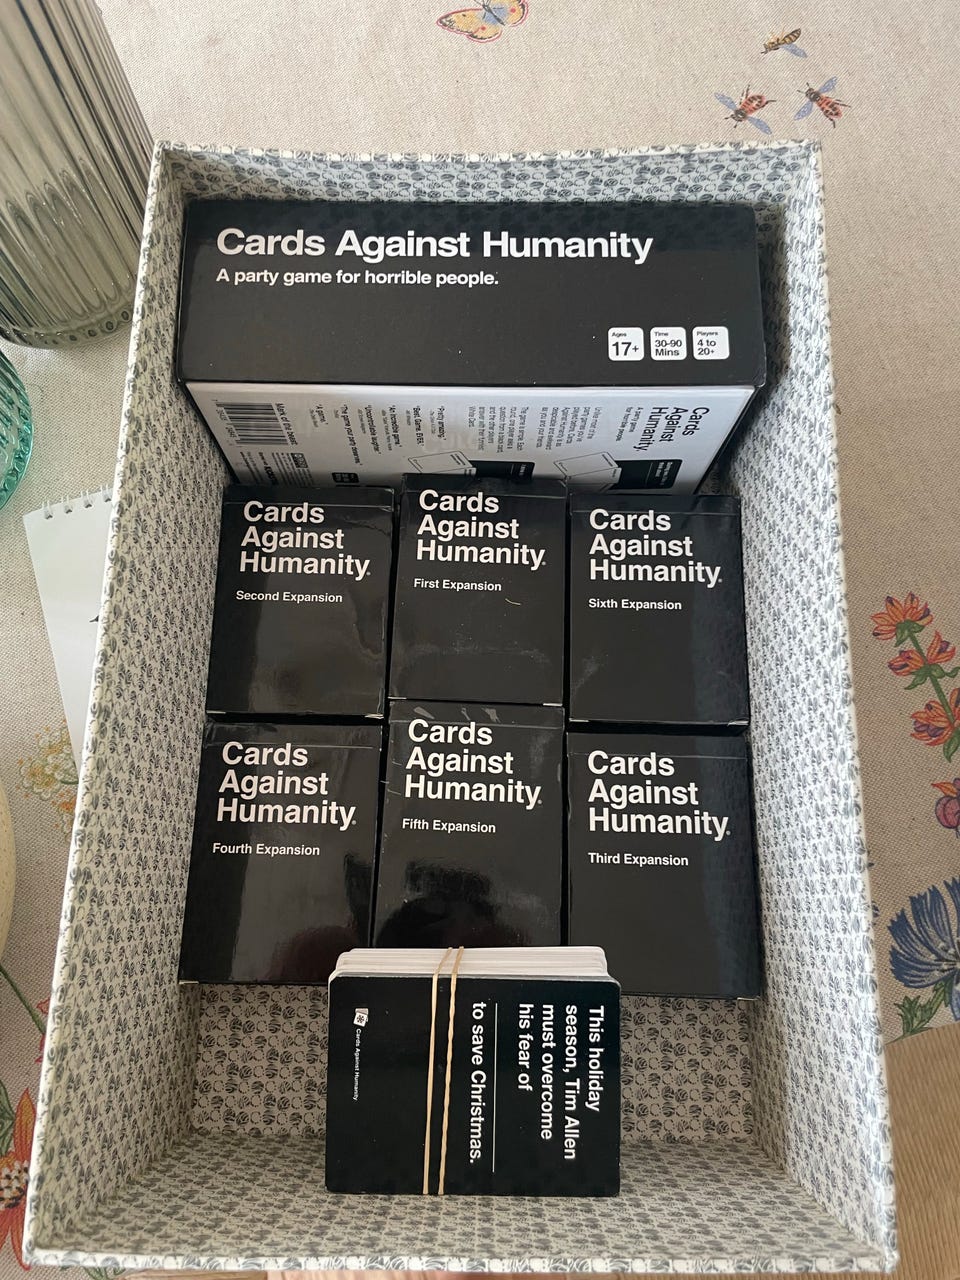 Cards Against Humanity
A party game for horrible people.
Ages
17+
Time
30-90
Mins
Players
4 to
20+
Cards
Against
Humanity.
Cards
Against
Humanity.
Second Expansion
Cards
Against
Humanity.
First Expansion
Cards
Against
Humanity.
Sixth Expansion
Cards
Against
Humanity.
Fourth Expansion
Cards
Against
Humanity.
Fifth Expansion
Cards
Against
Humanity.
Third Expansion
This holiday
season, Tim Allen
must overcome
his fear of
to save Christmas.
Cards Against Humanity